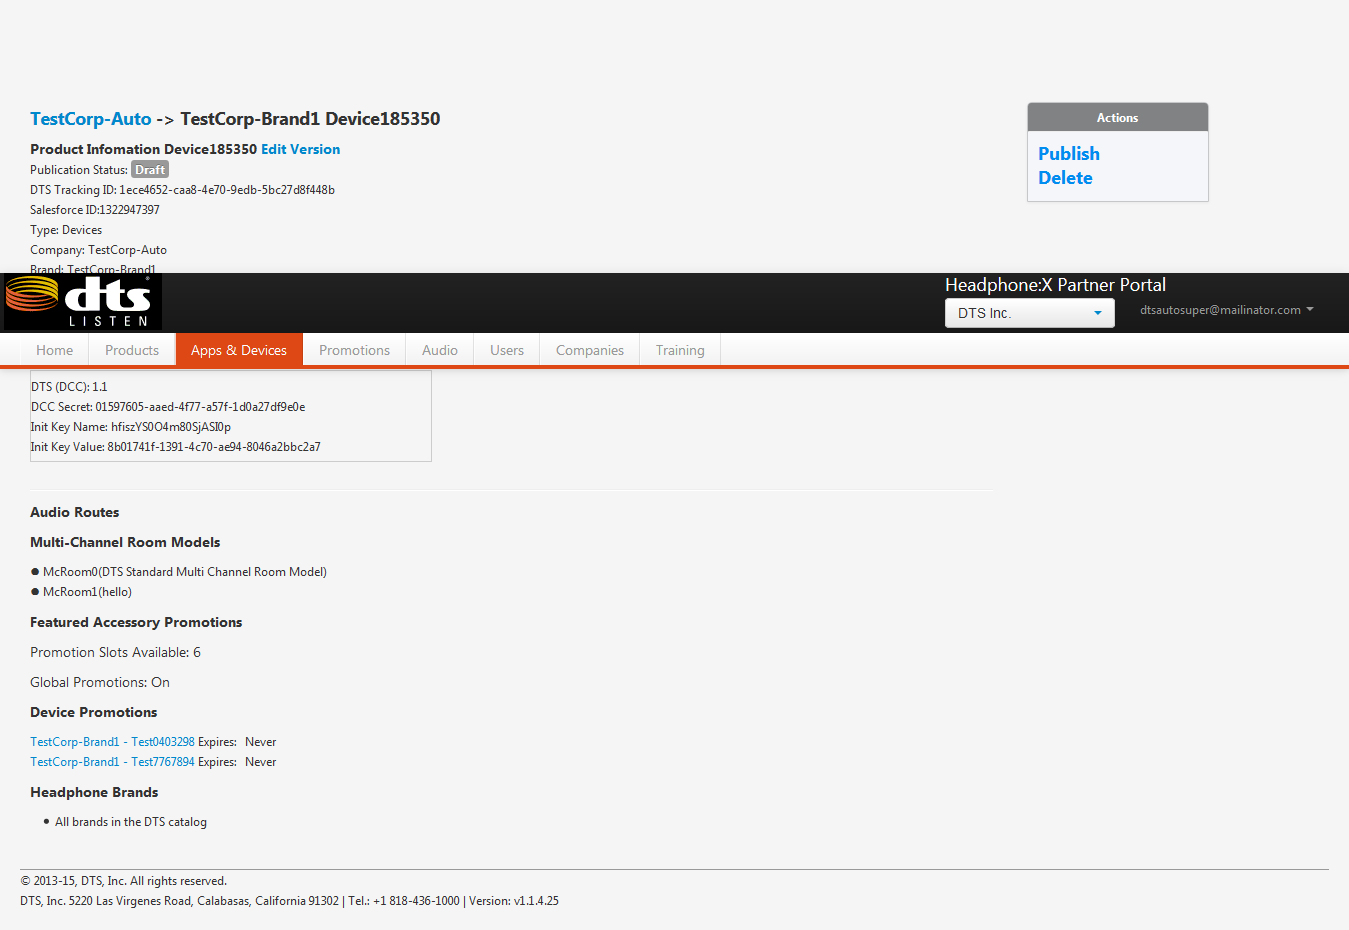 TestCorp-Auto -> TestCorp-Brand1 Device185350
Product Infomation Device185350 Edit Version
Publication Status: Draft
DTS Tracking ID: 1ece4652-caa8-4e70-9edb-5bc27d8f448b
Salesforce ID:1322947397
Type: Devices
Company: TestCorp-Auto
Brand: TestCorp-Brand1
Actions
Publish
Delete
dts
LISTEN
Headphone:X Partner Portal
DTS Inc.
dtsautosuper@mailinator.com
Home Products Apps & Devices Promotions Audio Users Companies Training
DTS (DCC): 1.1
DCC Secret: 01597605-aaed-4f77-a57f-1d0a27df9e0e
Init Key Name: hfiszYS0O4m80SjASI0p
Init Key Value: 8b01741f-1391-4c70-ae94-8046a2bbc2a7
Audio Routes
Multi-Channel Room Models
● McRoom0(DTS Standard Multi Channel Room Model)
● McRoom1(hello)
Featured Accessory Promotions
Promotion Slots Available: 6
Global Promotions: On
Device Promotions
TestCorp-Brand1 - Test0403298 Expires: Never
TestCorp-Brand1 - Test7767894 Expires: Never
Headphone Brands
• All brands in the DTS catalog
© 2013-15, DTS, Inc. All rights reserved.
DTS, Inc. 5220 Las Virgenes Road, Calabasas, California 91302 | Tel.: +1 818-436-1000 | Version: v1.1.4.25